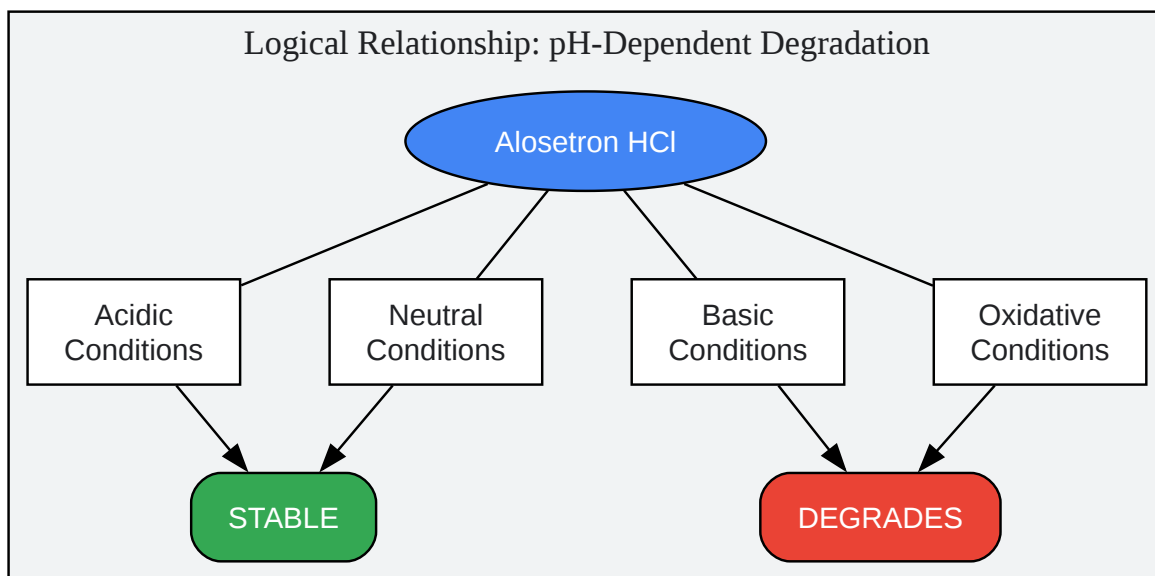 Logical Relationship: pH-Dependent Degradation
Alosetron HCl
Acidic
Conditions
Neutral
Conditions
Basic
Conditions
Oxidative
Conditions
STABLE
DEGRADES